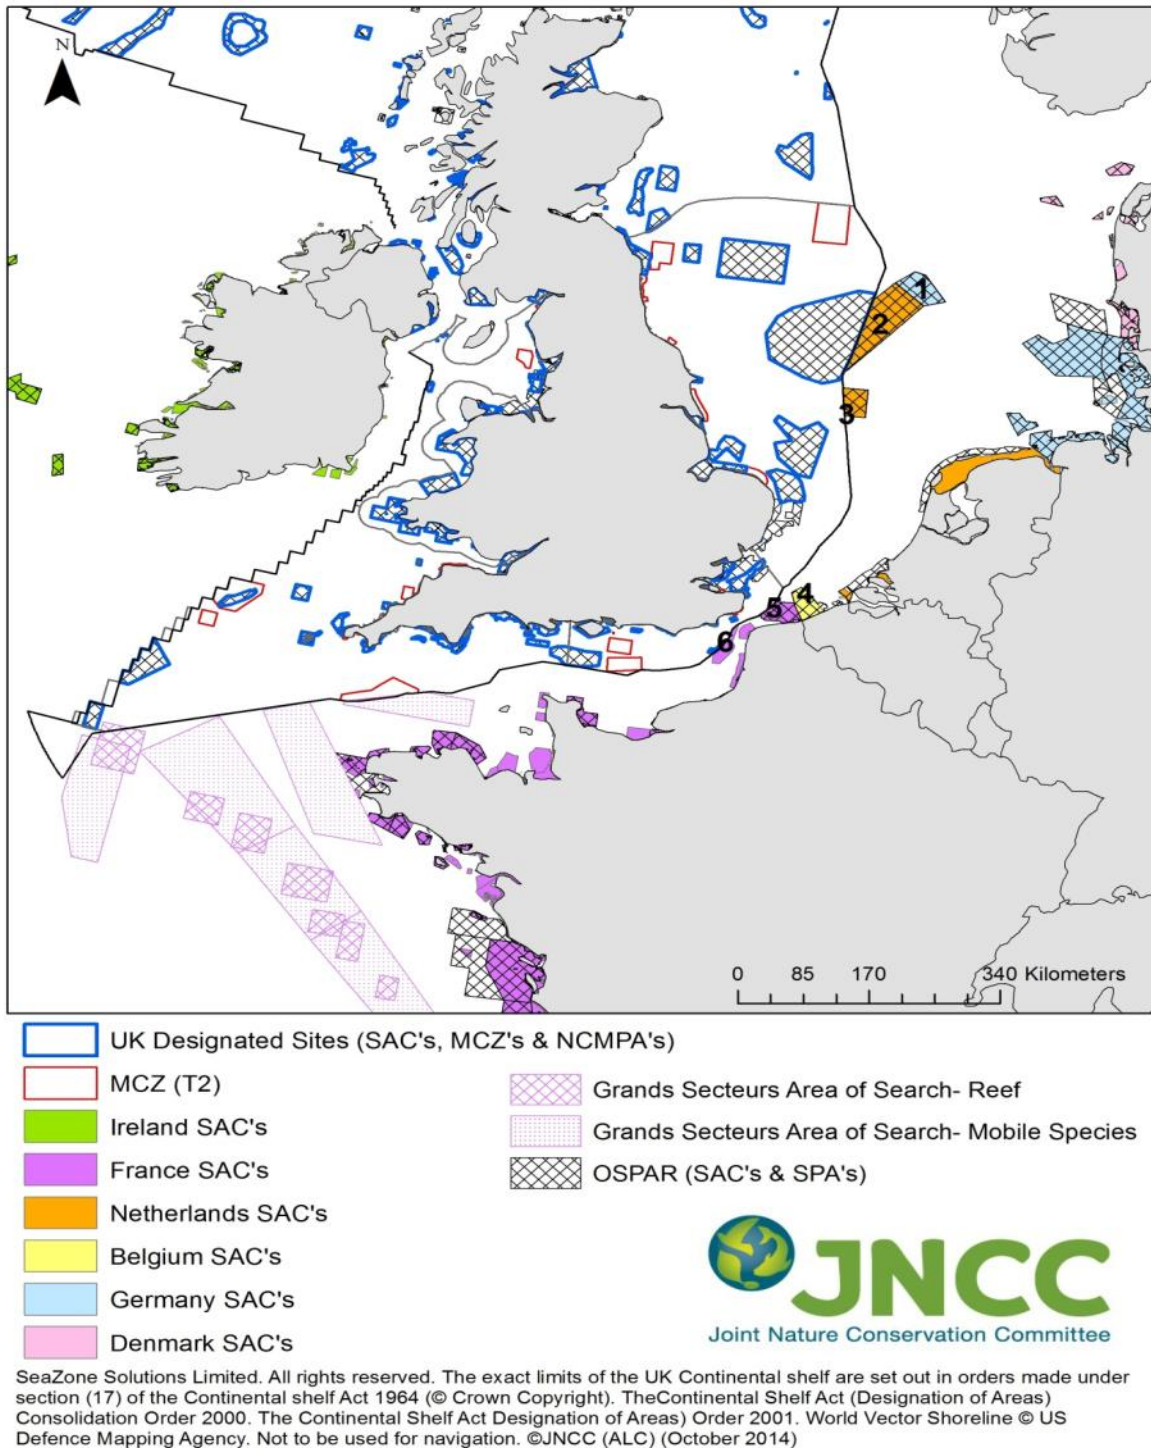 N
1
2
3
4
5
6
0 85 170 340 Kilometers
UK Designated Sites (SAC's, MCZ's & NCMPA's)
MCZ (T2)
Ireland SAC's
France SAC's
Netherlands SAC's
Belgium SAC's
Germany SAC's
Denmark SAC's
Grands Secteurs Area of Search- Reef
Grands Secteurs Area of Search- Mobile Species
OSPAR (SAC's & SPA's)
JNCC
Joint Nature Conservation Committee
SeaZone Solutions Limited. All rights reserved. The exact limits of the UK Continental shelf are set out in orders made under
section (17) of the Continental shelf Act 1964 (© Crown Copyright). TheContinental Shelf Act (Designation of Areas)
Consolidation Order 2000. The Continental Shelf Act Designation of Areas) Order 2001. World Vector Shoreline © US
Defence Mapping Agency. Not to be used for navigation. ©JNCC (ALC) (October 2014)